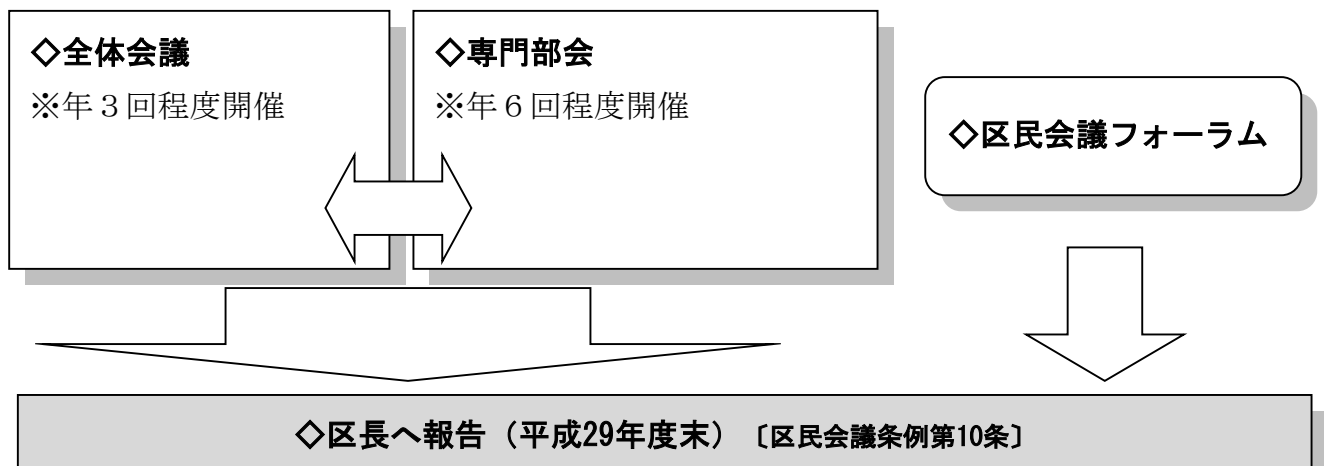 ◇全体会議
※年３回程度開催
◇専門部会
※年６回程度開催
◇区民会議フォーラム
◇区長へ報告（平成29年度末）〔区民会議条例第10条〕